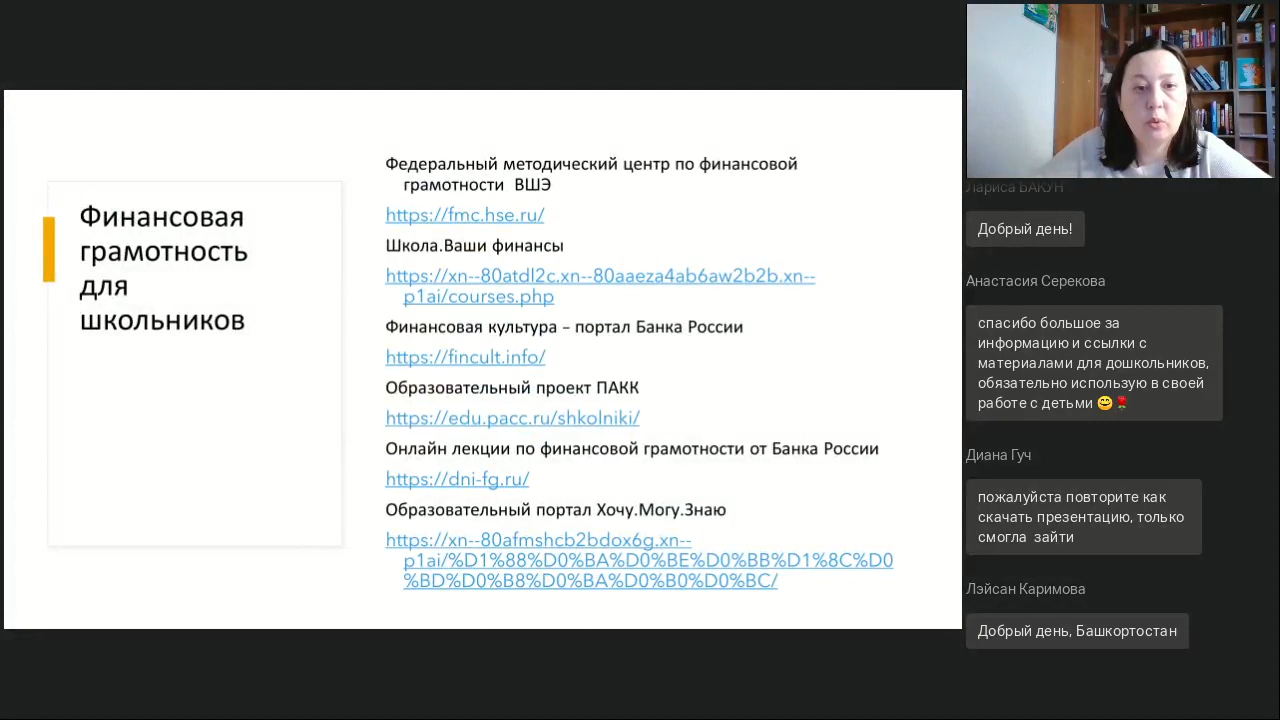 Финансовая
грамотность
для
школьников
Федеральный методический центр по финансовой
грамотности ВШЭ
https://fmc.hse.ru/
Школа.Ваши финансы
https://xn--80atdl2c.xn--80aaeza4ab6aw2b2b.xn--
p1ai/courses.php
Финансовая культура – портал Банка России
https://fincult.info/
Образовательный проект ПАКК
https://edu.pacc.ru/shkolniki/
Онлайн лекции по финансовой грамотности от Банка России
https://dni-fg.ru/
Образовательный портал Хочу.Могу.Знаю
https://xn--80afmshcb2bdox6g.xn--
p1ai/%D1%88%D0%BA%D0%BE%D0%BB%D1%8C%D0
%BD%D0%B8%D0%BA%D0%B0%D0%BC/
Лариса БАКУН
Добрый день!
Анастасия Серекова
спасибо большое за
информацию и ссылки с
материалами для дошкольников,
обязательно использую в своей
работе с детьми 😊🌹
Диана Гуч
пожалуйста повторите как
скачать презентацию, только
смогла зайти
Лэйсан Каримова
Добрый день, Башкортостан